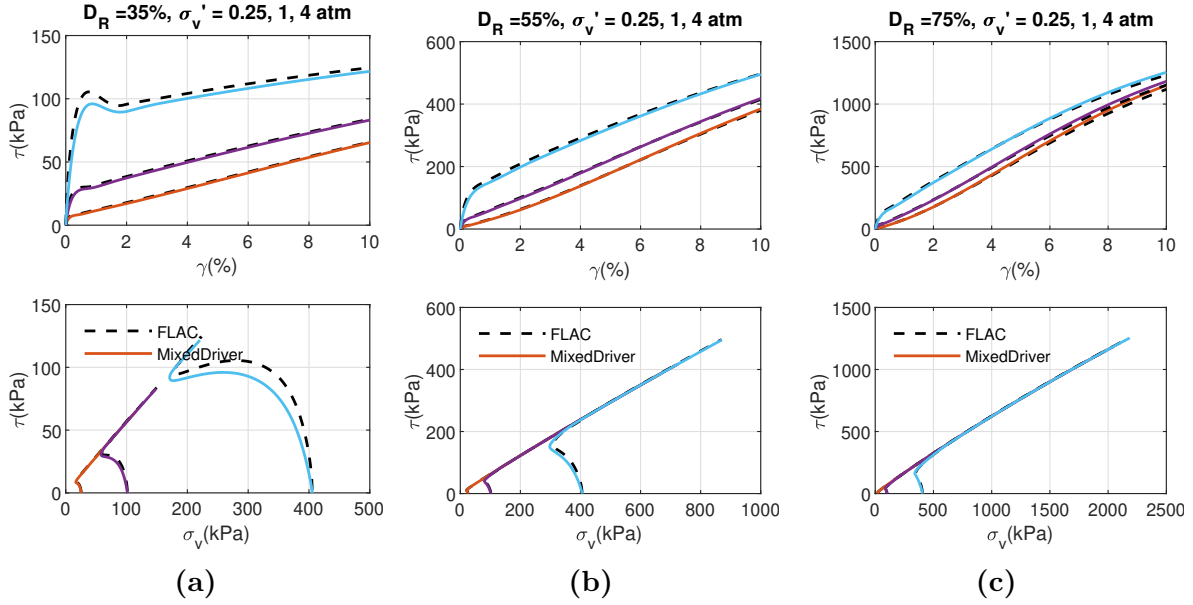 D_R =35%, σ_v' = 0.25, 1, 4 atm
150
100
50
0
τ(kPa)
0 2 4 6 8 10
γ(%)
D_R =55%, σ_v' = 0.25, 1, 4 atm
600
400
200
0
τ(kPa)
0 2 4 6 8 10
γ(%)
D_R =75%, σ_v' = 0.25, 1, 4 atm
1500
1000
500
0
τ(kPa)
0 2 4 6 8 10
γ(%)
150
100
50
0
τ(kPa)
FLAC
MixedDriver
0 100 200 300 400 500
σ_v(kPa)
600
400
200
0
τ(kPa)
FLAC
MixedDriver
0 200 400 600 800 1000
σ_v(kPa)
1500
1000
500
0
τ(kPa)
FLAC
MixedDriver
0 500 1000 1500 2000 2500
σ_v(kPa)
(a) (b) (c)